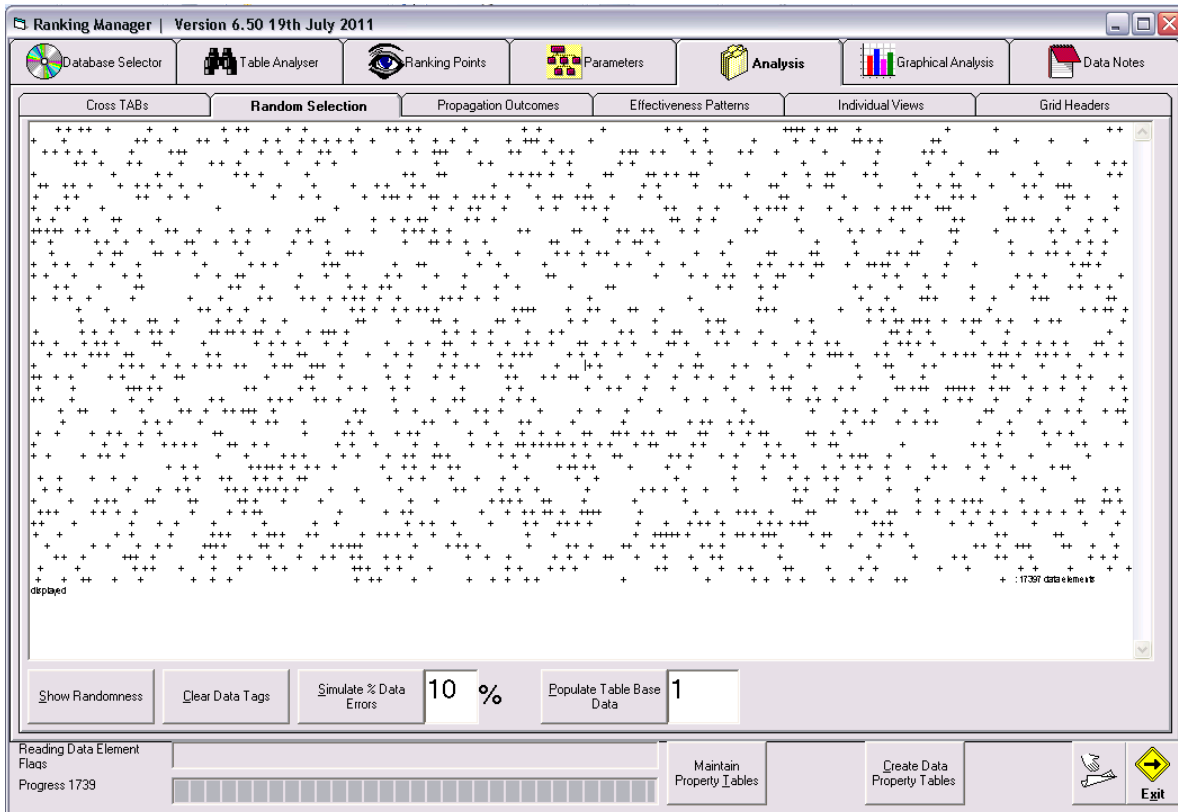 Ranking Manager | Version 6.50 19th July 2011
Database Selector
Table Analyser
Ranking Points
Parameters
Analysis
Graphical Analysis
Data Notes
Cross TABs
Random Selection
Propagation Outcomes
Effectiveness Patterns
Individual Views
Grid Headers
: 17397 data elements
displayed
Show Randomness
Clear Data Tags
Simulate % Data
Errors
10
%
Populate Table Base
Data
1
Reading Data Element
Flags
Progress 1739
Maintain
Property Tables
Create Data
Property Tables
Exit